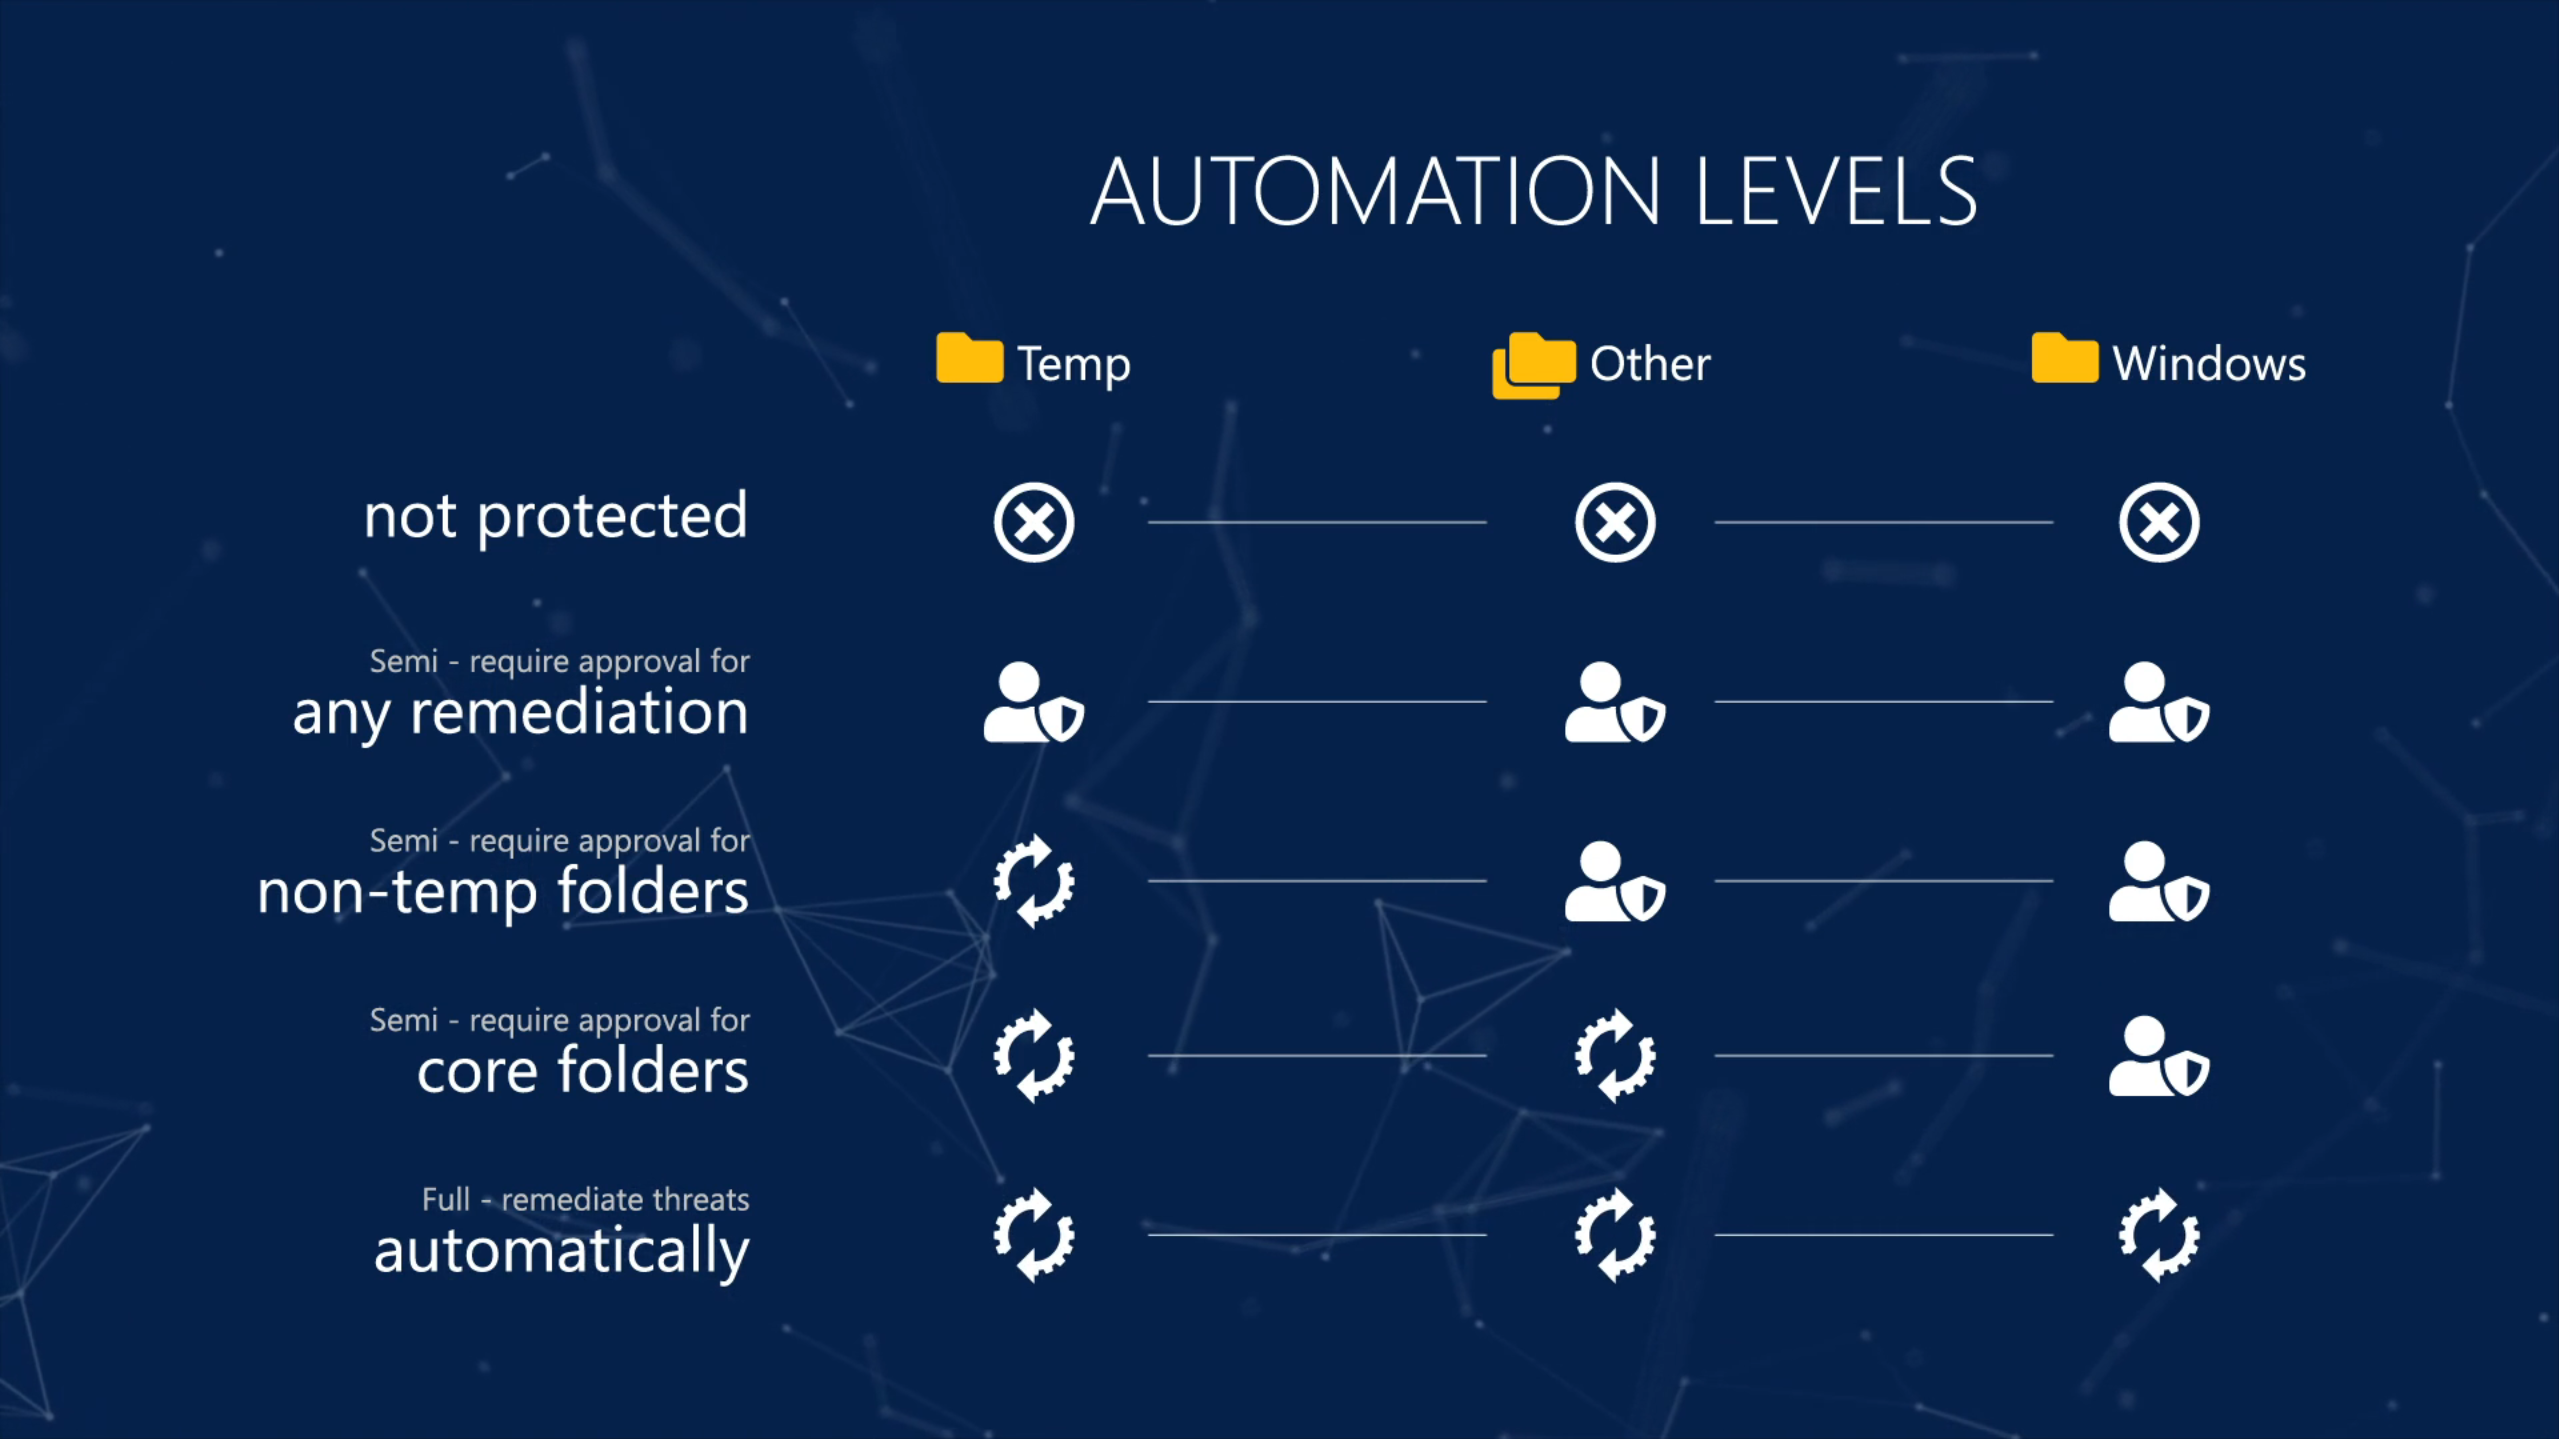 AUTOMATION LEVELS
Temp
Other
Windows
not protected
Semi - require approval for
any remediation
Semi - require approval for
non-temp folders
Semi - require approval for
core folders
Full - remediate threats
automatically